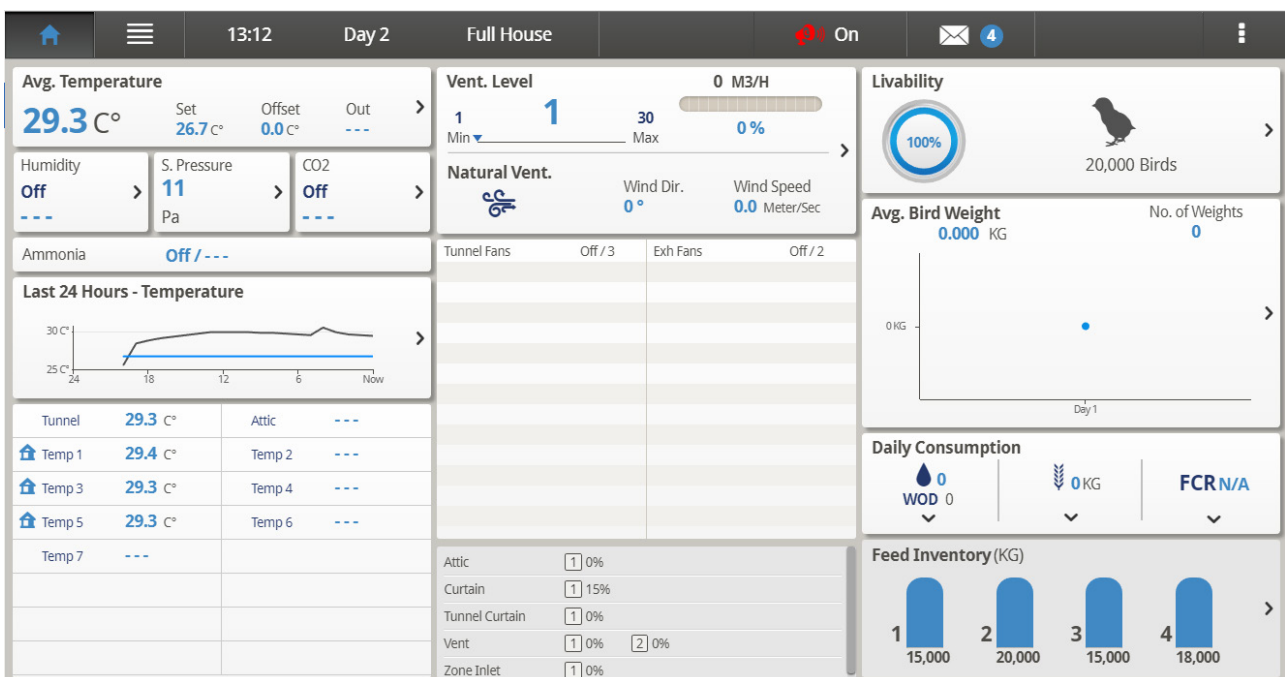 13:12 Day 2 Full House On 4
Avg. Temperature
29.3 C° Set 26.7 C° Offset 0.0 C° Out - - -
Humidity
Off
- - -
S. Pressure
11
Pa
CO2
Off
- - -
Ammonia Off / - - -
Last 24 Hours - Temperature
30 C°
25 C°
24 18 12 6 Now
Tunnel 29.3 C° Attic - - -
Temp 1 29.4 C° Temp 2 - - -
Temp 3 29.3 C° Temp 4 - - -
Temp 5 29.3 C° Temp 6 - - -
Temp 7 - - -
Vent. Level 0 M3/H
1 1 30 0 %
Min Max
Natural Vent. Wind Dir. Wind Speed
0 ° 0.0 Meter/Sec
Tunnel Fans Off / 3 Exh Fans Off / 2
Attic 1 0%
Curtain 1 15%
Tunnel Curtain 1 0%
Vent 1 0% 2 0%
Zone Inlet 1 0%
Livability
100%
20,000 Birds
Avg. Bird Weight No. of Weights
0.000 KG 0
0 KG
Day 1
Daily Consumption
0 0 KG FCR N/A
WOD 0
Feed Inventory (KG)
1 2 3 4
15,000 20,000 15,000 18,000